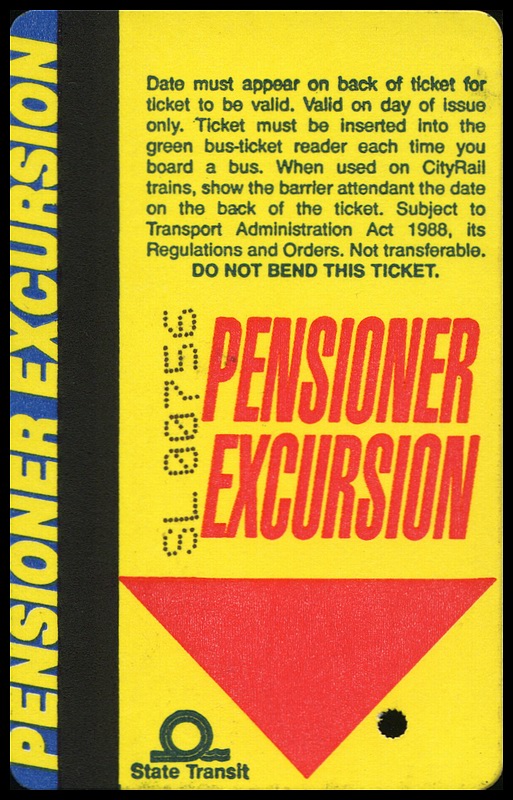 PENSIONER EXCURSION
Date must appear on back of ticket for
ticket to be valid. Valid on day of issue
only. Ticket must be inserted into the
green bus-ticket reader each time you
board a bus. When used on CityRail
trains, show the barrier attendant the date
on the back of the ticket. Subject to
Transport Administration Act 1988, its
Regulations and Orders. Not transferable.
DO NOT BEND THIS TICKET.
SL00756
PENSIONER
EXCURSION
State Transit